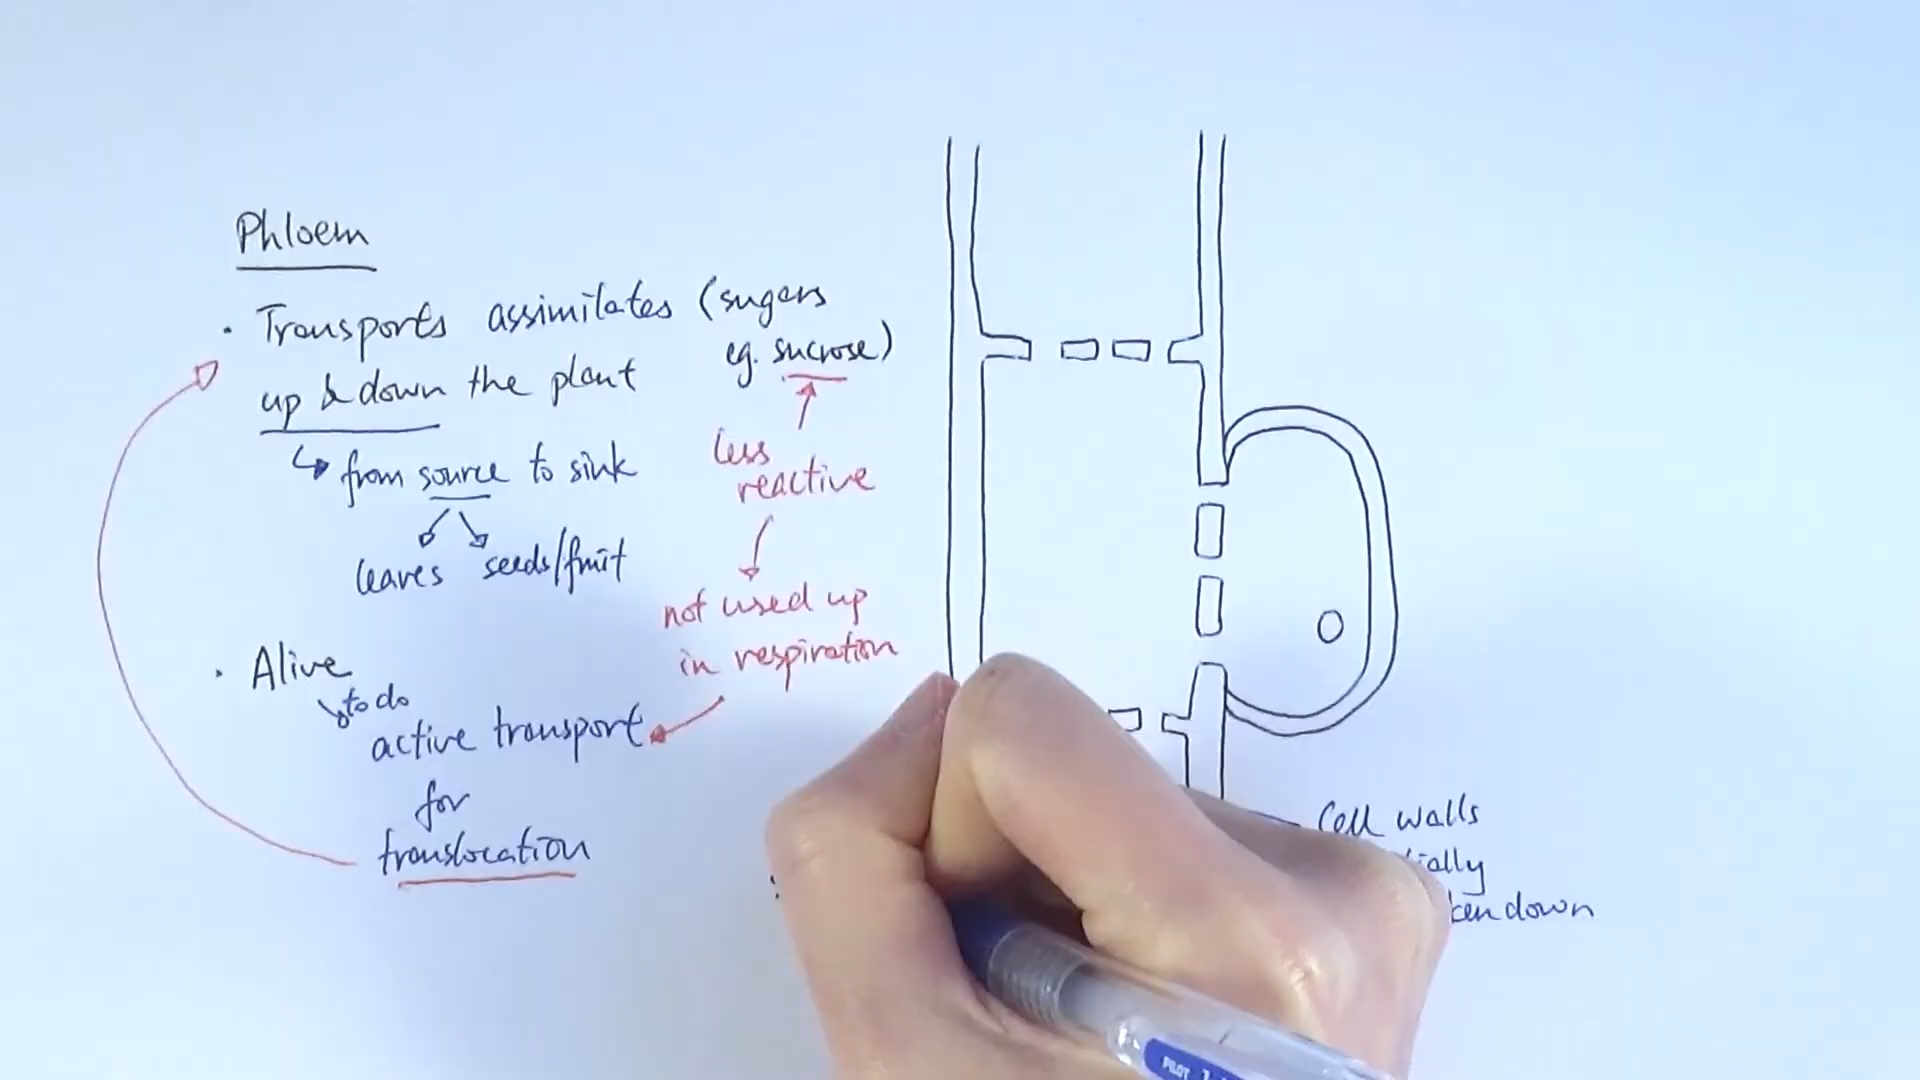 Phloem
· Transports assimilates (sugars
eg. sucrose)
up & down the plant
↳ from source to sink
leaves seeds/fruit
less
reactive
not used up
in respiration
· Alive
to do
active transport
for
translocation
Cell walls
down
PILOT